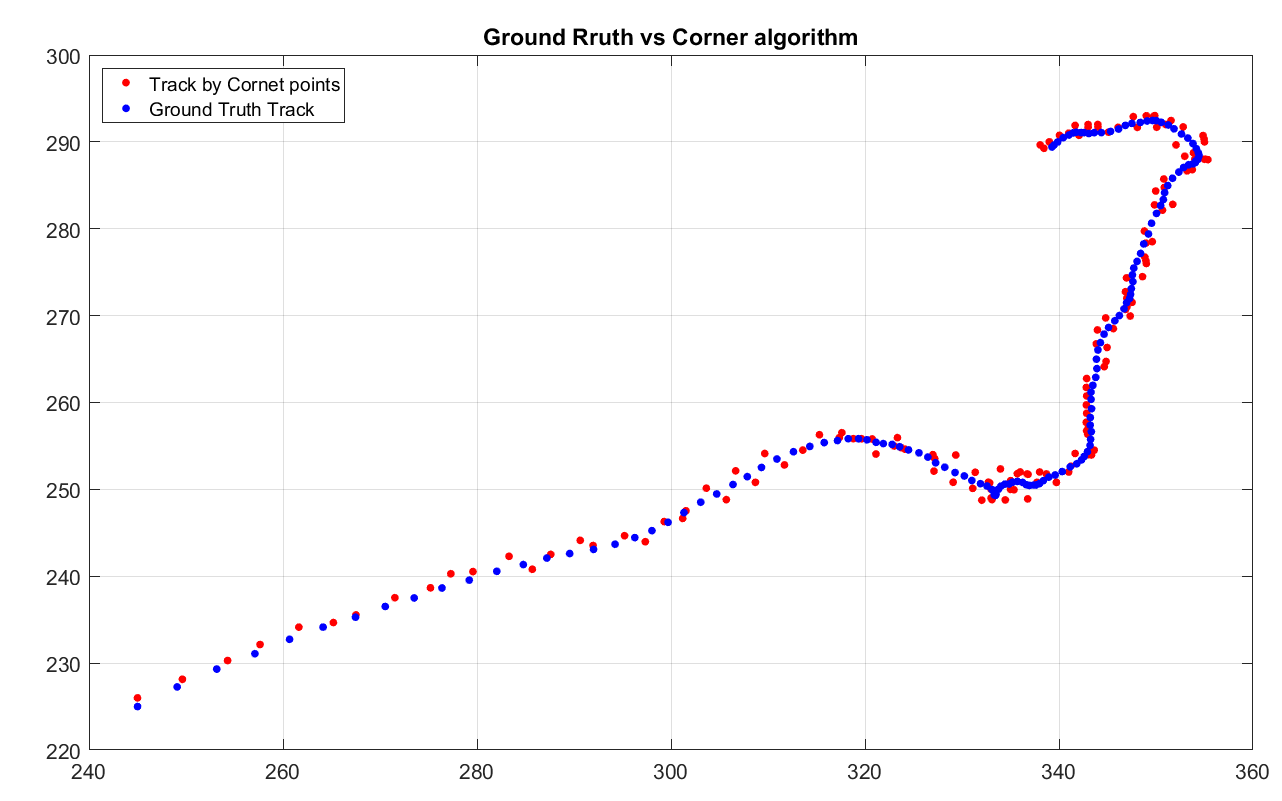 Ground Rruth vs Corner algorithm
300
Track by Cornet points
Ground Truth Track
290
280
270
260
250
240
230
220
240 260 280 300 320 340 360